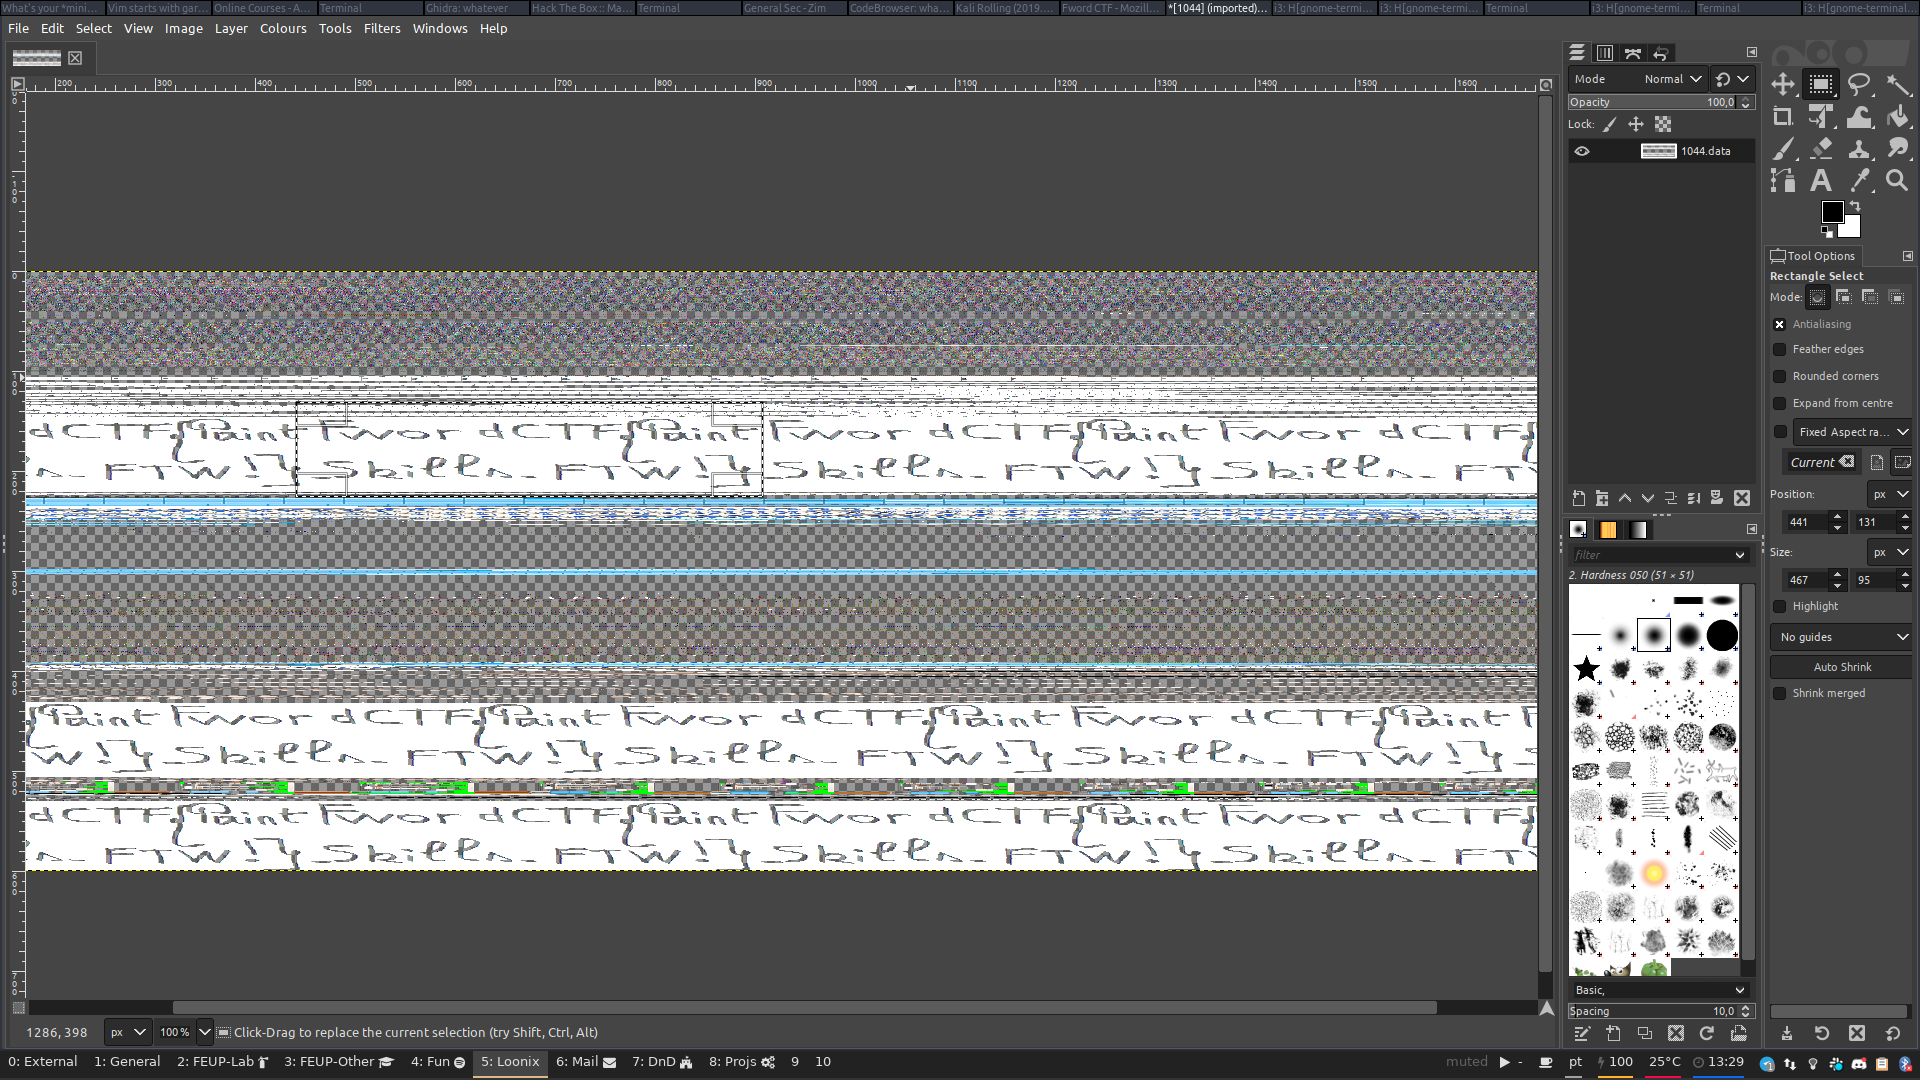 What's your *mini... Vim starts with gar... Online Courses - A... Terminal Ghidra: whatever Hack The Box :: Ma... Terminal General Sec - Zim CodeBrowser: wha... Kali Rolling (2019.... Fword CTF - Mozill... *[1044] (imported)... i3: H[gnome-termi... i3: H[gnome-termi... Terminal i3: H[gnome-termi... Terminal i3: H[gnome-terminal...
File Edit Select View Image Layer Colours Tools Filters Windows Help
200 300 400 500 600 700 800 900 1000 1100 1200 1300 1400 1500 1600
dCTF{Paint Fwor dCTF{Paint Fwor dCTF{Paint Fwor dCTF{
FTW!} Skills_ FTW!} Skills_ FTW!} Skills_ FT
{Paint Fwor dCTF{Paint Fwor dCTF{Paint Fwor dCTF{Paint
W!} Skills_ FTW!} Skills_ FTW!} Skills_ FTW!}
dCTF{Paint Fwor dCTF{Paint Fwor dCTF{Paint Fwor dCTF{
FTW!} Skills_ FTW!} Skills_ FTW!} Skills_ FT
1286, 398 px 100 % Click-Drag to replace the current selection (try Shift, Ctrl, Alt)
Mode Normal
Opacity 100,0
Lock:
1044.data
filter
2. Hardness 050 (51 × 51)
Basic,
Spacing 10,0
Tool Options
Rectangle Select
Mode:
Antialiasing
Feather edges
Rounded corners
Expand from centre
Fixed Aspect ra...
Current
Position: px
441 131
Size: px
467 95
Highlight
No guides
Auto Shrink
Shrink merged
0: External 1: General 2: FEUP-Lab 3: FEUP-Other 4: Fun 5: Loonix 6: Mail 7: DnD 8: Projs 9 10 muted - pt 100 25°C 13:29